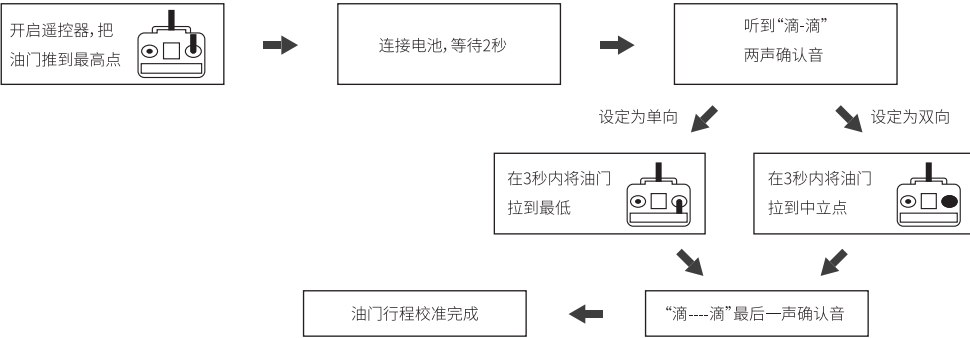 开启遥控器，把
油门推到最高点
连接电池，等待2秒
听到“滴-滴”
两声确认音
设定为单向
设定为双向
在3秒内将油门
拉到最低
在3秒内将油门
拉到中立点
“滴----滴”最后一声确认音
油门行程校准完成